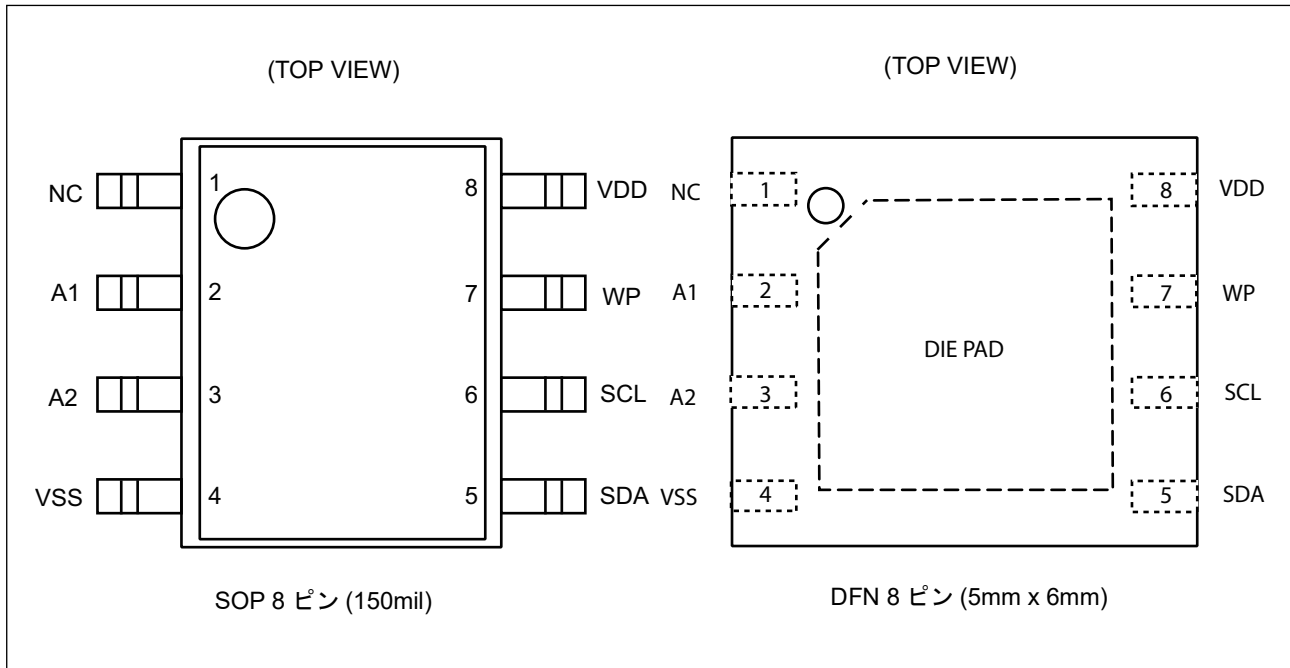 (TOP VIEW)
NC 1 8 VDD
A1 2 7 WP
A2 3 6 SCL
VSS 4 5 SDA
SOP 8 ピン (150mil)
(TOP VIEW)
NC 1 8 VDD
A1 2 7 WP
DIE PAD
A2 3 6 SCL
VSS 4 5 SDA
DFN 8 ピン (5mm x 6mm)